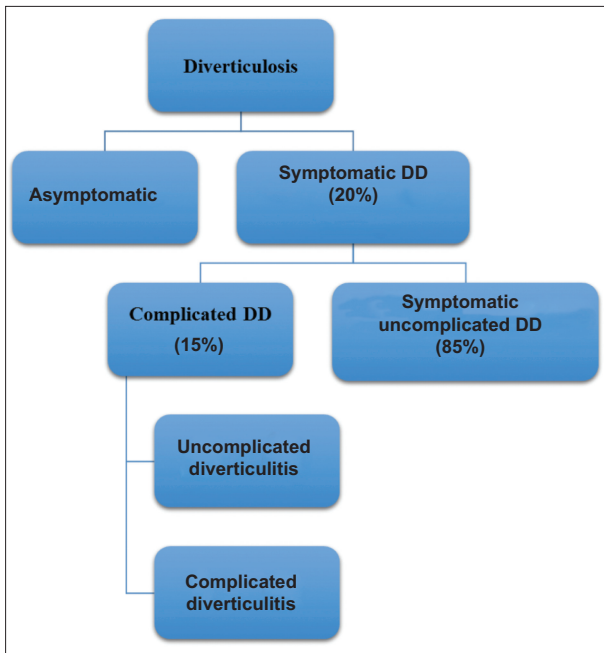 Diverticulosis
Asymptomatic
Symptomatic DD
(20%)
Complicated DD
(15%)
Symptomatic
uncomplicated DD
(85%)
Uncomplicated
diverticulitis
Complicated
diverticulitis